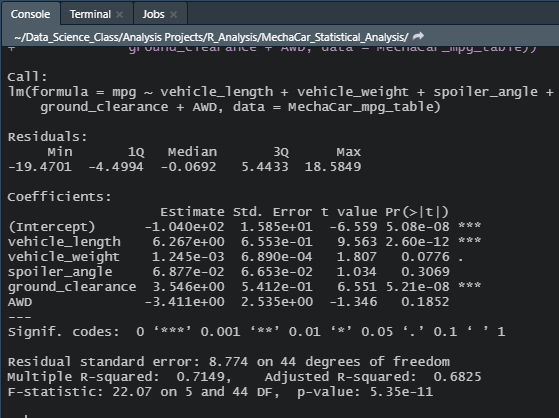 Console Terminal × Jobs ×
~/Data_Science_Class/Analysis Projects/R_Analysis/MechaCar_Statistical_Analysis/
+ ground_clearance + AWD, data = MechaCar_mpg_table))
Call:
lm(formula = mpg ~ vehicle_length + vehicle_weight + spoiler_angle +
    ground_clearance + AWD, data = MechaCar_mpg_table)
Residuals:
     Min       1Q   Median       3Q      Max
-19.4701  -4.4994  -0.0692   5.4433  18.5849
Coefficients:
                   Estimate Std. Error t value Pr(>|t|)
(Intercept)      -1.040e+02  1.585e+01  -6.559 5.08e-08 ***
vehicle_length    6.267e+00  6.553e-01   9.563 2.60e-12 ***
vehicle_weight    1.245e-03  6.890e-04   1.807   0.0776 .
spoiler_angle     6.877e-02  6.653e-02   1.034   0.3069
ground_clearance  3.546e+00  5.412e-01   6.551 5.21e-08 ***
AWD              -3.411e+00  2.535e+00  -1.346   0.1852
---
Signif. codes:  0 ‘***’ 0.001 ‘**’ 0.01 ‘*’ 0.05 ‘.’ 0.1 ‘ ’ 1
Residual standard error: 8.774 on 44 degrees of freedom
Multiple R-squared:  0.7149,    Adjusted R-squared:  0.6825
F-statistic: 22.07 on 5 and 44 DF,  p-value: 5.35e-11